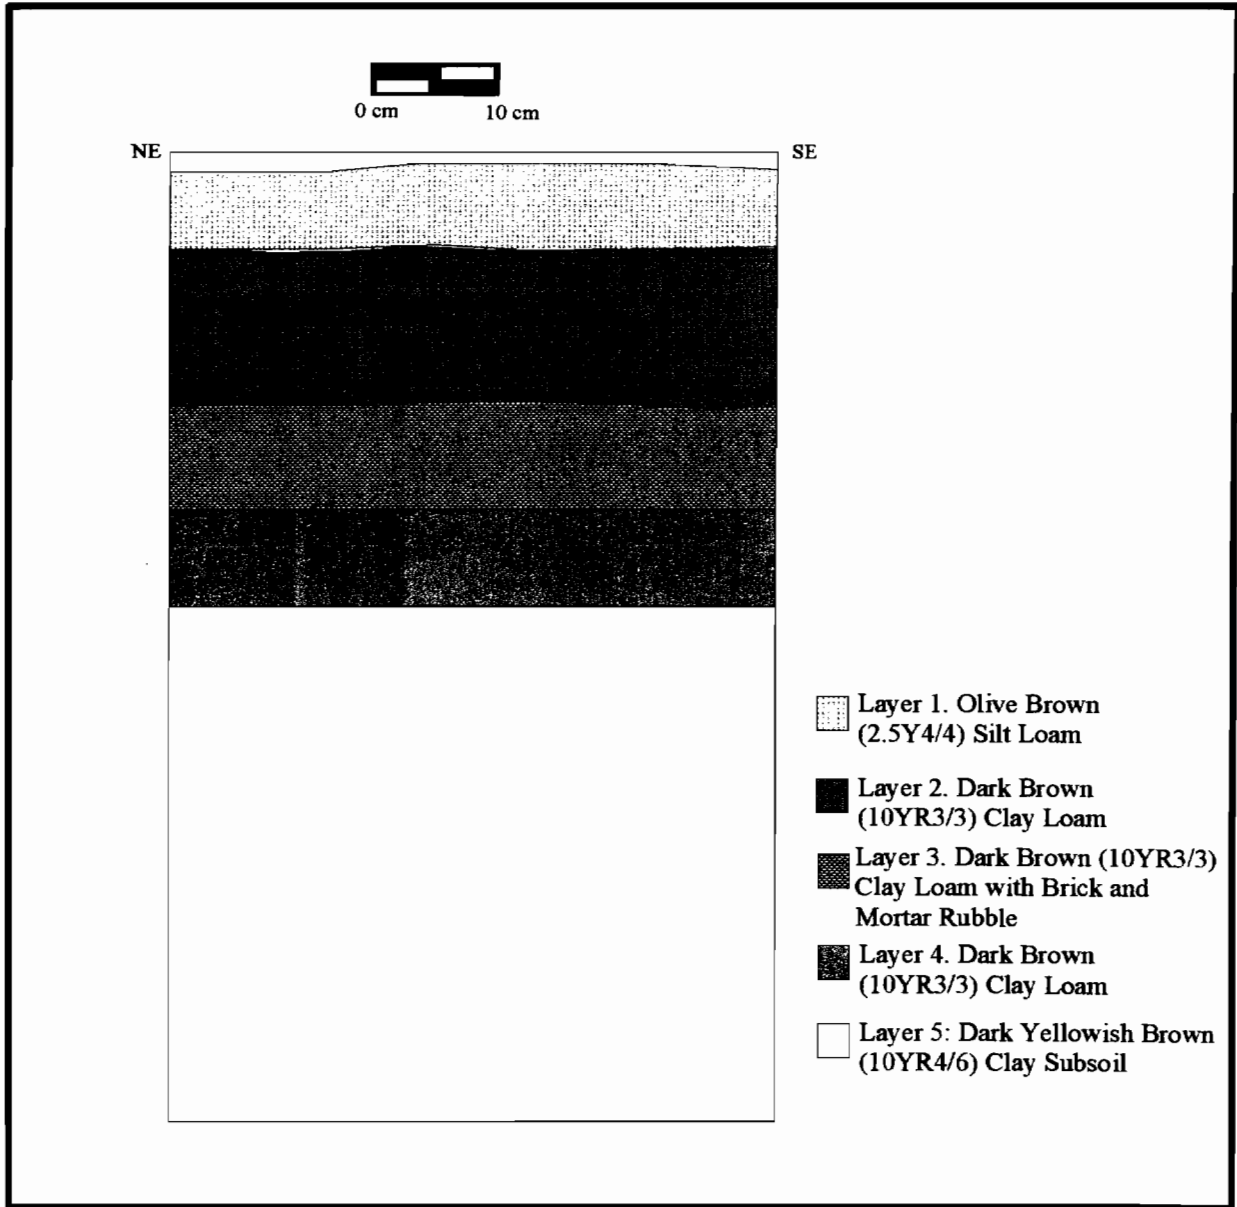 0 cm 10 cm
NE SE
Layer 1. Olive Brown
(2.5Y4/4) Silt Loam
Layer 2. Dark Brown
(10YR3/3) Clay Loam
Layer 3. Dark Brown (10YR3/3)
Clay Loam with Brick and
Mortar Rubble
Layer 4. Dark Brown
(10YR3/3) Clay Loam
Layer 5: Dark Yellowish Brown
(10YR4/6) Clay Subsoil